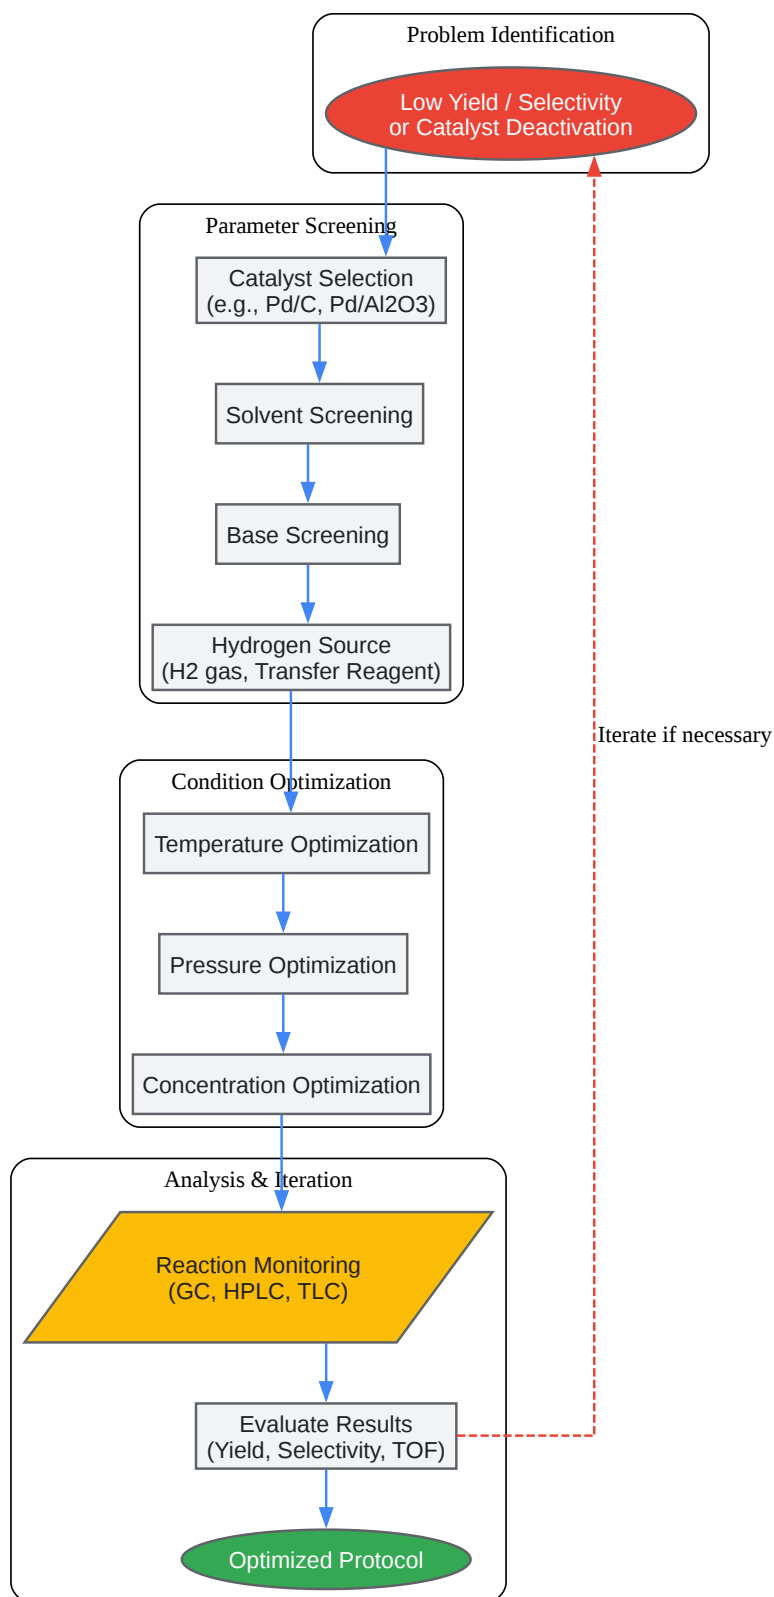 Problem Identification
Low Yield / Selectivity
or Catalyst Deactivation
Parameter Screening
Catalyst Selection
(e.g., Pd/C, Pd/Al2O3)
Solvent Screening
Base Screening
Hydrogen Source
(H2 gas, Transfer Reagent)
Iterate if necessary
Condition Optimization
Temperature Optimization
Pressure Optimization
Concentration Optimization
Analysis & Iteration
Reaction Monitoring
(GC, HPLC, TLC)
Evaluate Results
(Yield, Selectivity, TOF)
Optimized Protocol